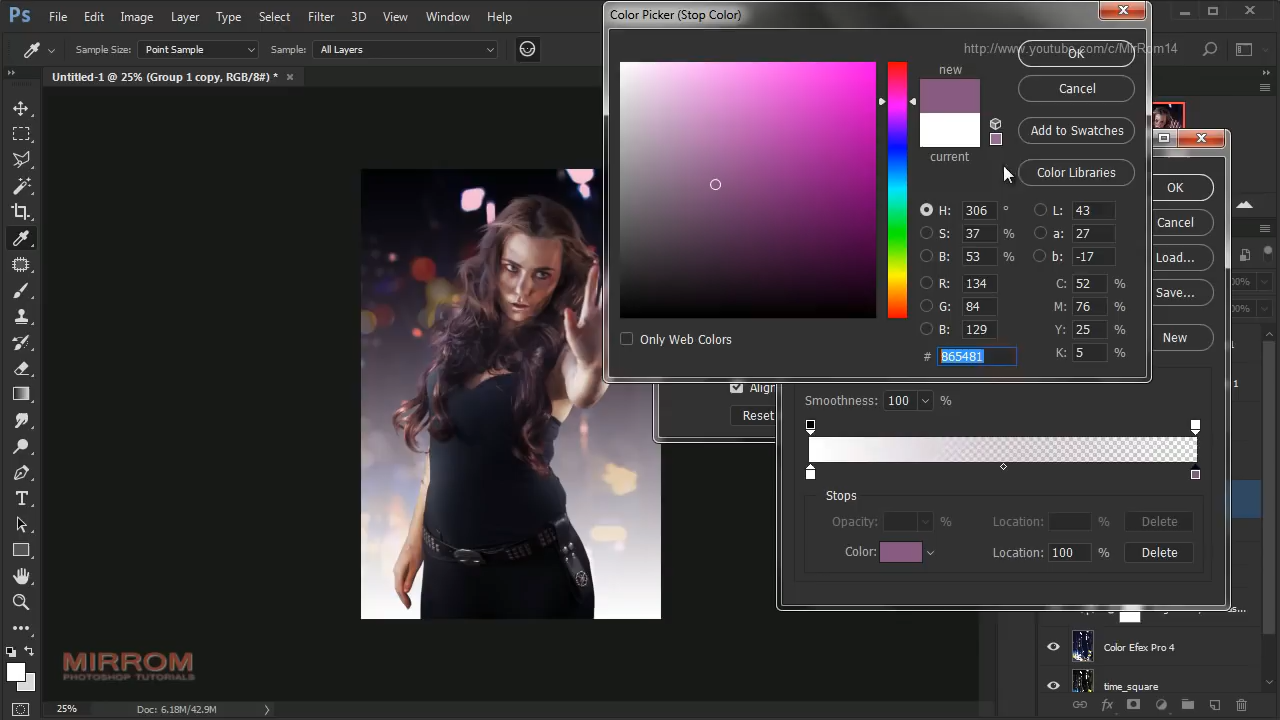 Ps File Edit Image Layer Type Select Filter 3D View Window Help
Sample Size: Point Sample Sample: All Layers
Untitled-1 @ 25% (Group 1 copy, RGB/8#) * ×
Color Picker (Stop Color)
http://www.youtube.com/c/MirRom14
new
current
OK
Cancel
Add to Swatches
Color Libraries
H: 306 ° L: 43
S: 37 % a: 27
B: 53 % b: -17
R: 134 C: 52 %
G: 84 M: 76 %
B: 129 Y: 25 %
# 865481 K: 5 %
Only Web Colors
OK
Cancel
Load...
Save...
New
Reset
Smoothness: 100 %
Stops
Opacity: % Location: % Delete
Color: Location: 100 % Delete
Color Efex Pro 4
time_square
MIRROM
PHOTOSHOP TUTORIALS
25% Doc: 6.18M/42.9M